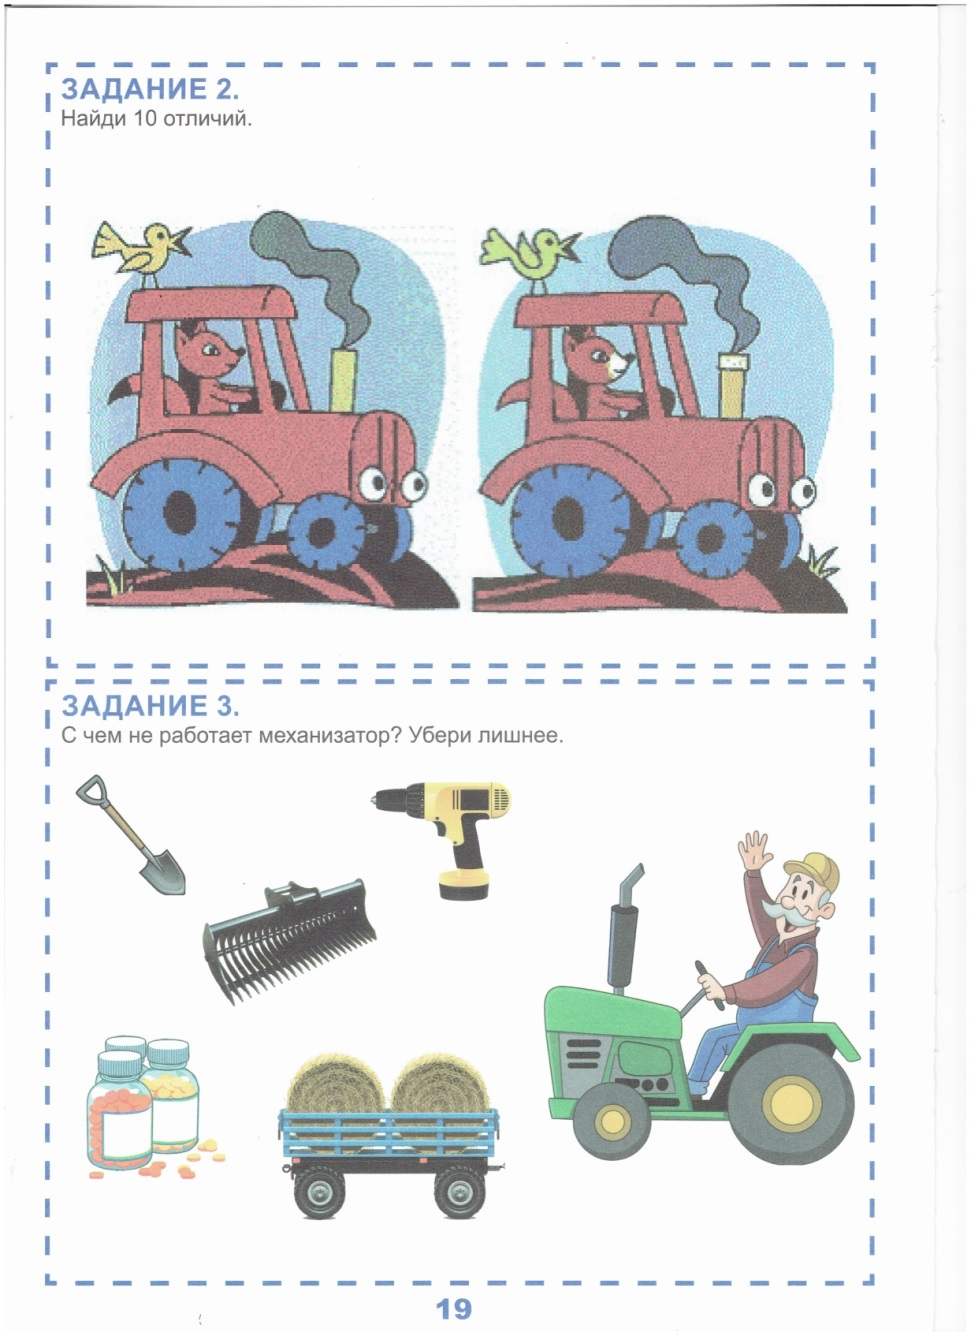 ЗАДАНИЕ 2.
Найди 10 отличий.
ЗАДАНИЕ 3.
С чем не работает механизатор? Убери лишнее.
19